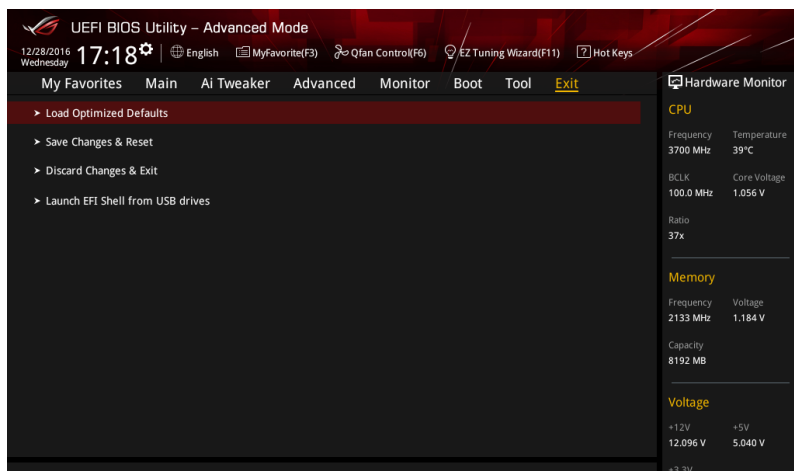 UEFI BIOS Utility – Advanced Mode
12/28/2016
Wednesday
17:18
English
MyFavorite(F3)
Qfan Control(F6)
EZ Tuning Wizard(F11)
? Hot Keys
My Favorites Main Ai Tweaker Advanced Monitor Boot Tool Exit
Hardware Monitor
Load Optimized Defaults
Save Changes & Reset
Discard Changes & Exit
Launch EFI Shell from USB drives
CPU
Frequency Temperature
3700 MHz 39°C
BCLK Core Voltage
100.0 MHz 1.056 V
Ratio
37x
Memory
Frequency Voltage
2133 MHz 1.184 V
Capacity
8192 MB
Voltage
+12V +5V
12.096 V 5.040 V
+3.3V